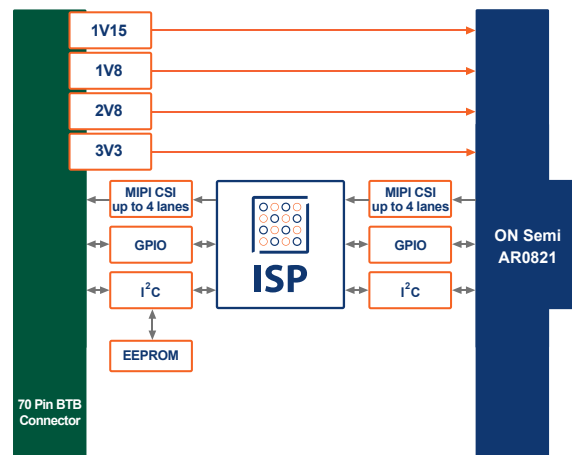 1V15
1V8
2V8
3V3
MIPI CSI
up to 4 lanes
MIPI CSI
up to 4 lanes
GPIO
ISP
GPIO
ON Semi
AR0821
I²C
I²C
EEPROM
70 Pin BTB
Connector